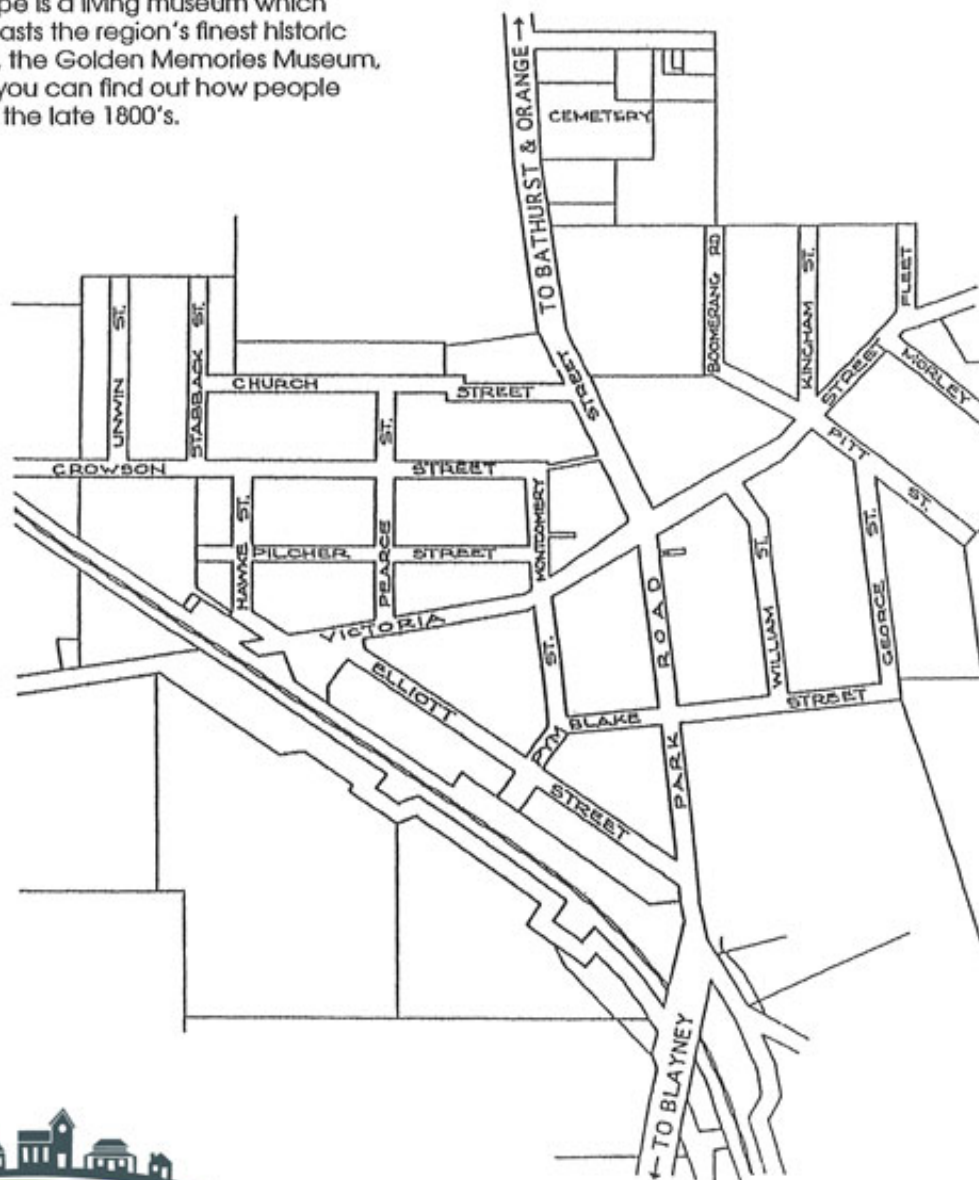 pe is a living museum which
asts the region's finest historic
the Golden Memories Museum,
you can find out how people
the late 1800's.
TO BATHURST & ORANGE →
CEMETERY
BOOMERANG RD
KINGHAM ST.
FLEET
UNWIN ST.
STABBACK ST.
CHURCH STREET
STREET
STREET
MORLEY
PITT ST.
CROWSON STREET
HAWKE ST.
PEARCE ST.
MONTGOMERY ST.
PILCHER STREET
VICTORIA
ELLIOTT STREET
PYM
BLAKE STREET
PARK ROAD
WILLIAM ST.
GEORGE ST.
← TO BLAYNEY